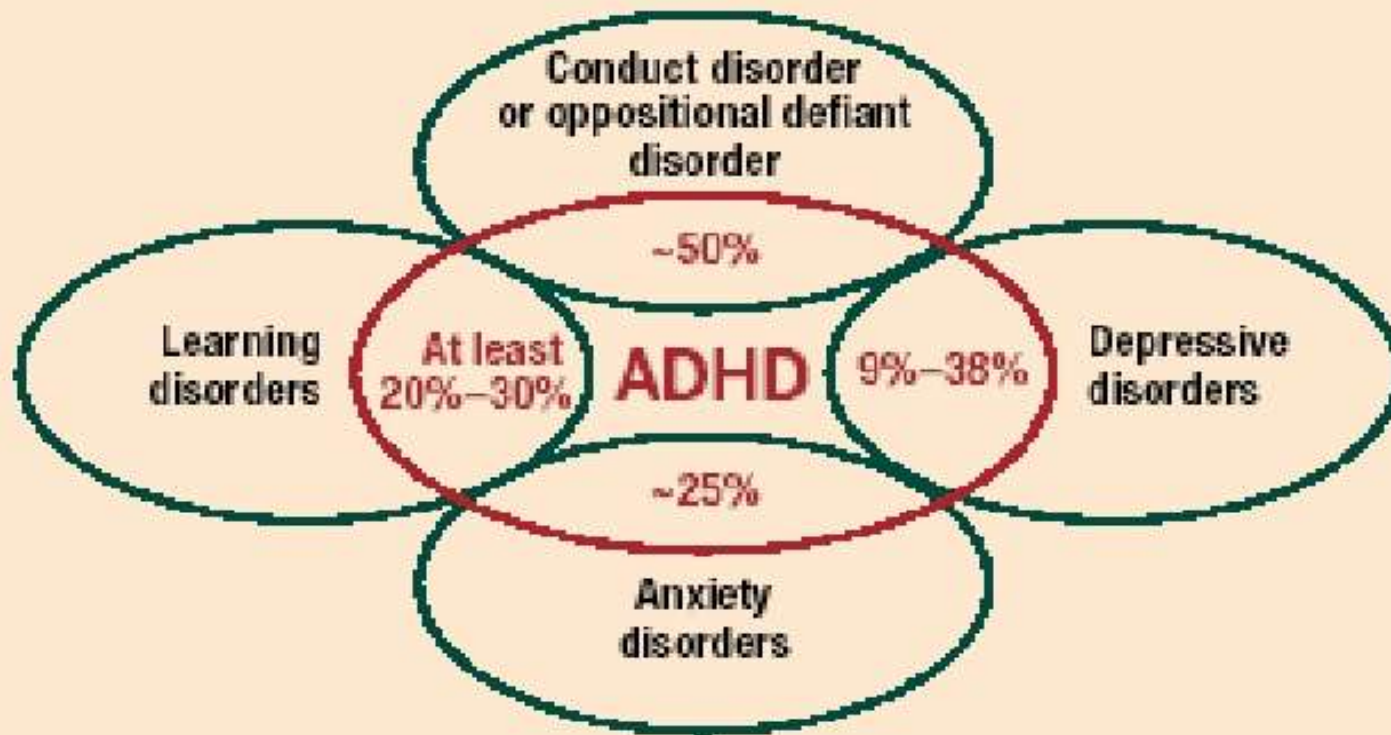 Conduct disorder
or oppositional defiant
disorder
~50%
Learning
disorders
At least
20%–30%
ADHD
9%–38%
Depressive
disorders
~25%
Anxiety
disorders